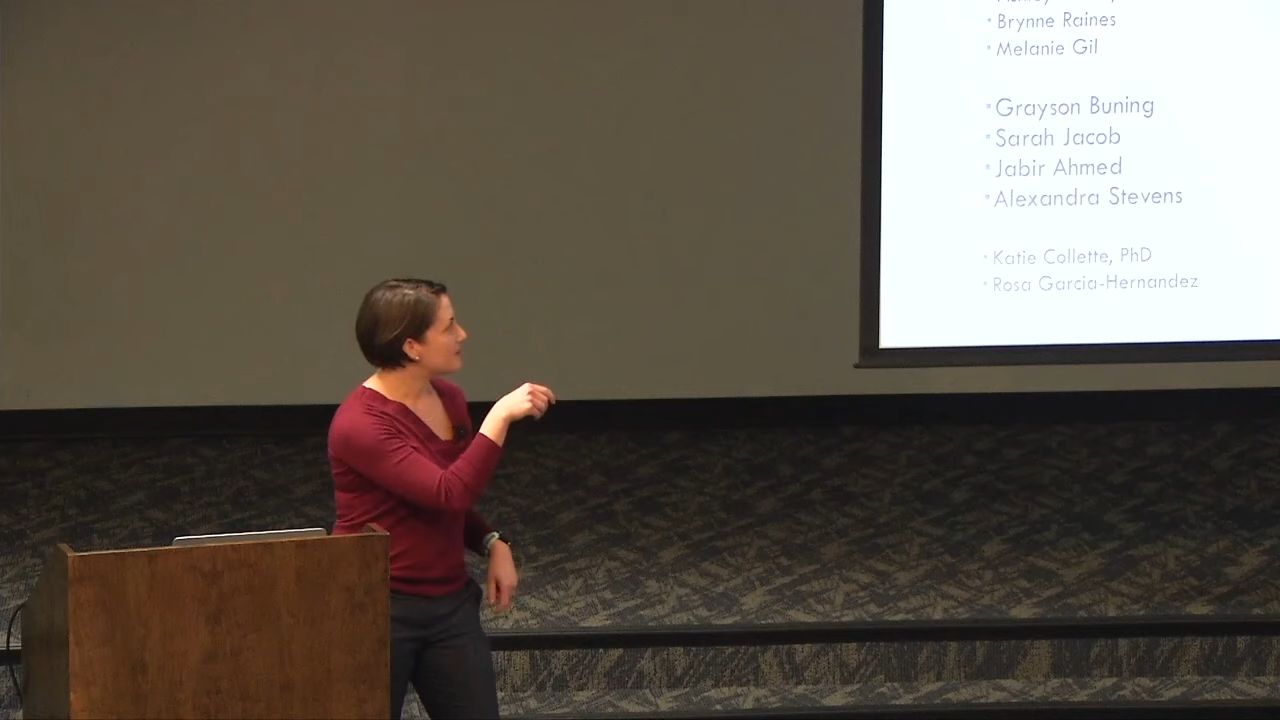 Brynne Raines
Melanie Gil
Grayson Buning
Sarah Jacob
Jabir Ahmed
Alexandra Stevens
Katie Collette, PhD
Rosa Garcia-Hernandez